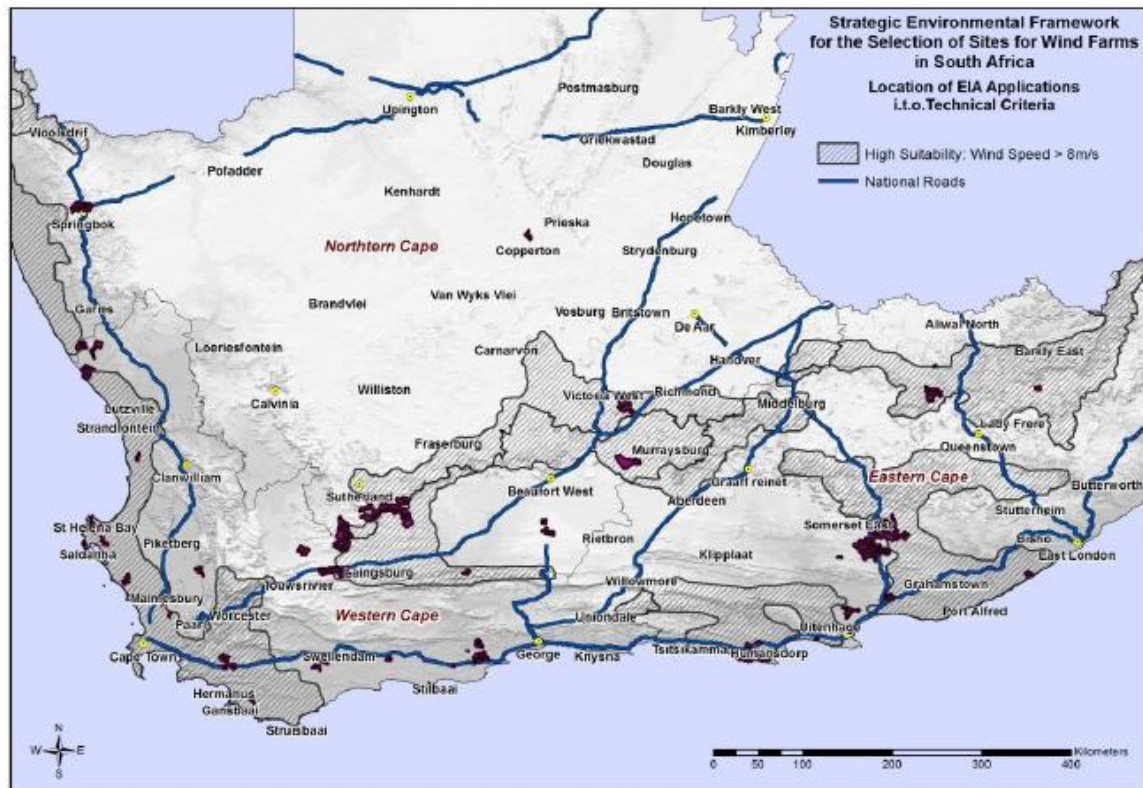 Strategic Environmental Framework
for the Selection of Sites for Wind Farms
in South Africa
Location of EIA Applications
i.t.o.Technical Criteria
High Suitability: Wind Speed > 8m/s
National Roads
Postmasburg
Upington
Barkly West
Kimberley
Griekwastad
Vioolsdrif
Douglas
Pofadder
Kenhardt
Springbok
Hopetown
Prieska
Northtern Cape
Copperton
Strydenburg
Van Wyks Vlei
Brandvlei
Garies
Vosburg
Britstown
De Aar
Aliwal North
Loeriesfontein
Carnarvon
Hanover
Barkly East
Calvinia
Williston
Victoria West
Richmond
Middelburg
Lutzville
Strandfontein
Lady Frere
Fraserburg
Queenstown
Murraysburg
Clanwilliam
Graaff reinet
Eastern Cape
Sutherland
Beaufort West
Butterworth
Aberdeen
Stutterheim
St Helena Bay
Somerset East
Piketberg
Rietbron
Bisho
Saldanha
Klipplaat
East London
Laingsburg
Touwsrivier
Willowmore
Grahamstown
Malmesbury
Port Alfred
Worcester
Western Cape
Paarl
Uniondale
Uitenhage
Cape Town
Swellendam
George
Knysna
Tsitsikamma
Humansdorp
Stilbaai
Hermanus
Gansbaai
Struisbaai
N
W
E
S
Kilometers
0
50
100
200
300
400